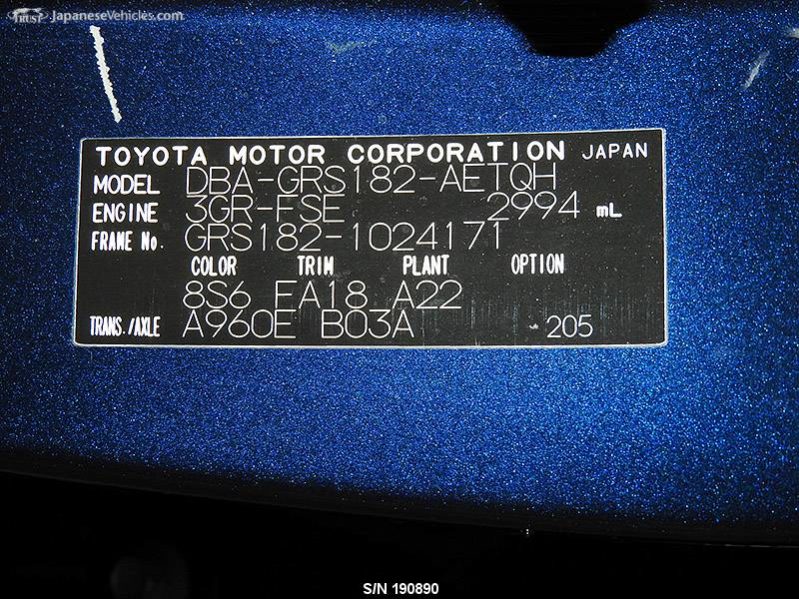 TRUST JapaneseVehicles.com
TOYOTA MOTOR CORPORATION JAPAN
MODEL DBA-GRS182-AETQH
ENGINE 3GR-FSE 2994 mL
FRAME No. GRS182-1024171
COLOR TRIM PLANT OPTION
8S6 FA18 A22
TRANS./AXLE A960E B03A 205
S/N 190890